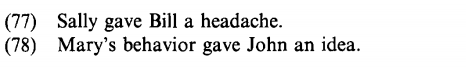 (77) Sally gave Bill a headache.
(78) Mary's behavior gave John an idea.